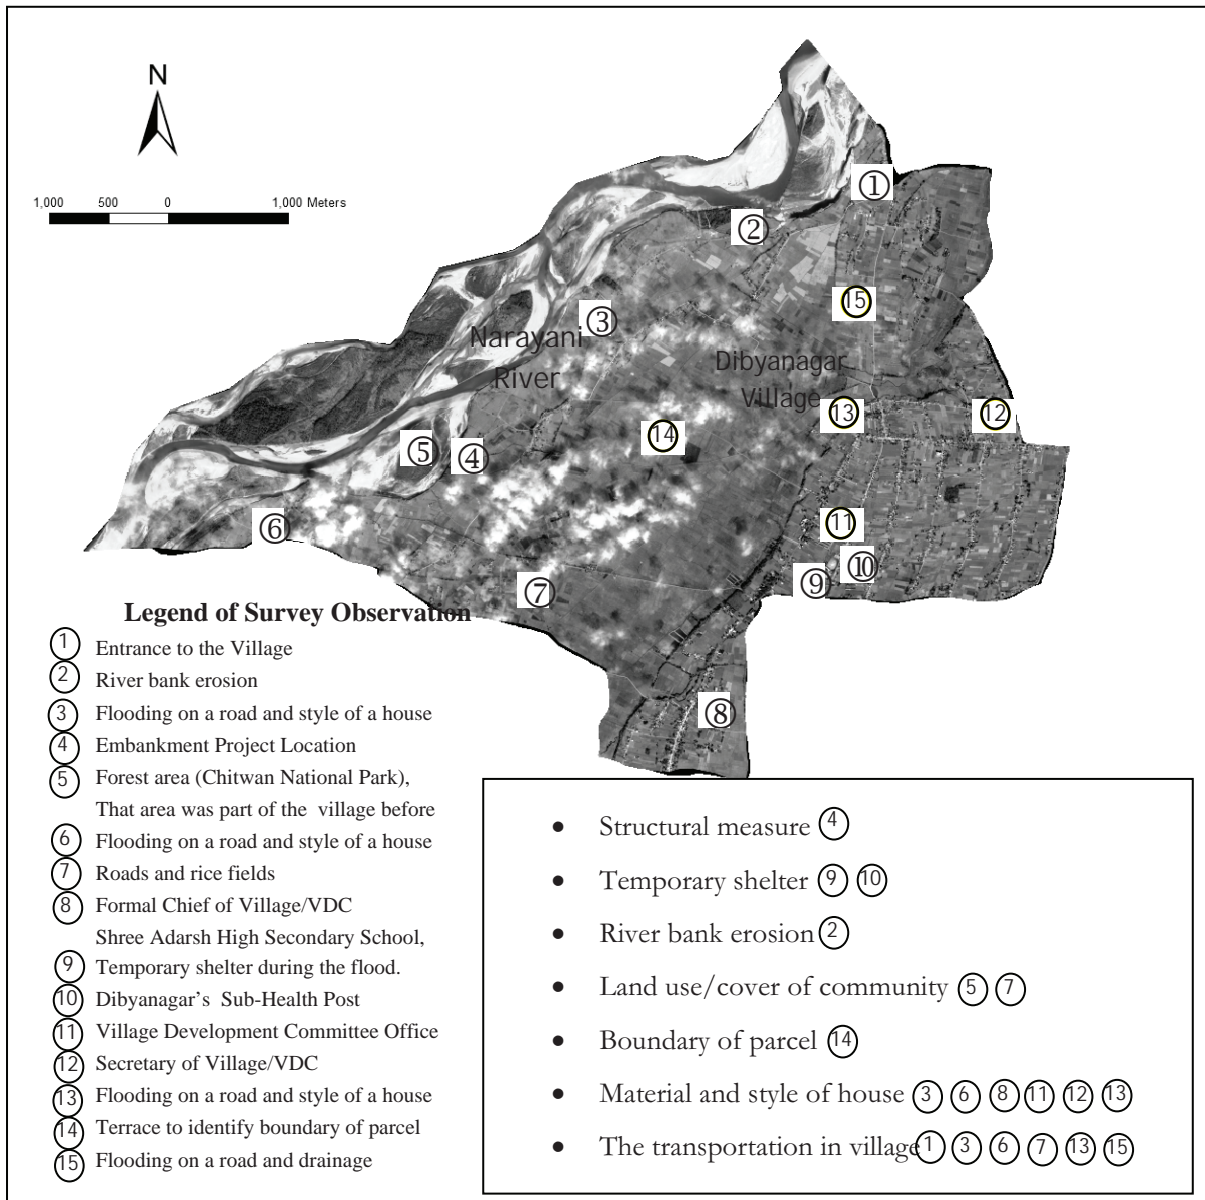 N
1,000 500 0 1,000 Meters
1
2
15
3
Narayani
River
Dibyanagar
Village
13
12
14
5
4
11
6
10
9
7
8
Legend of Survey Observation
1 Entrance to the Village
2 River bank erosion
3 Flooding on a road and style of a house
4 Embankment Project Location
5 Forest area (Chitwan National Park),
That area was part of the village before
6 Flooding on a road and style of a house
7 Roads and rice fields
8 Formal Chief of Village/VDC
Shree Adarsh High Secondary School,
9 Temporary shelter during the flood.
10 Dibyanagar's Sub-Health Post
11 Village Development Committee Office
12 Secretary of Village/VDC
13 Flooding on a road and style of a house
14 Terrace to identify boundary of parcel
15 Flooding on a road and drainage
• Structural measure 4
• Temporary shelter 9 10
• River bank erosion 2
• Land use/cover of community 5 7
• Boundary of parcel 14
• Material and style of house 3 6 8 11 12 13
• The transportation in village 1 3 6 7 13 15